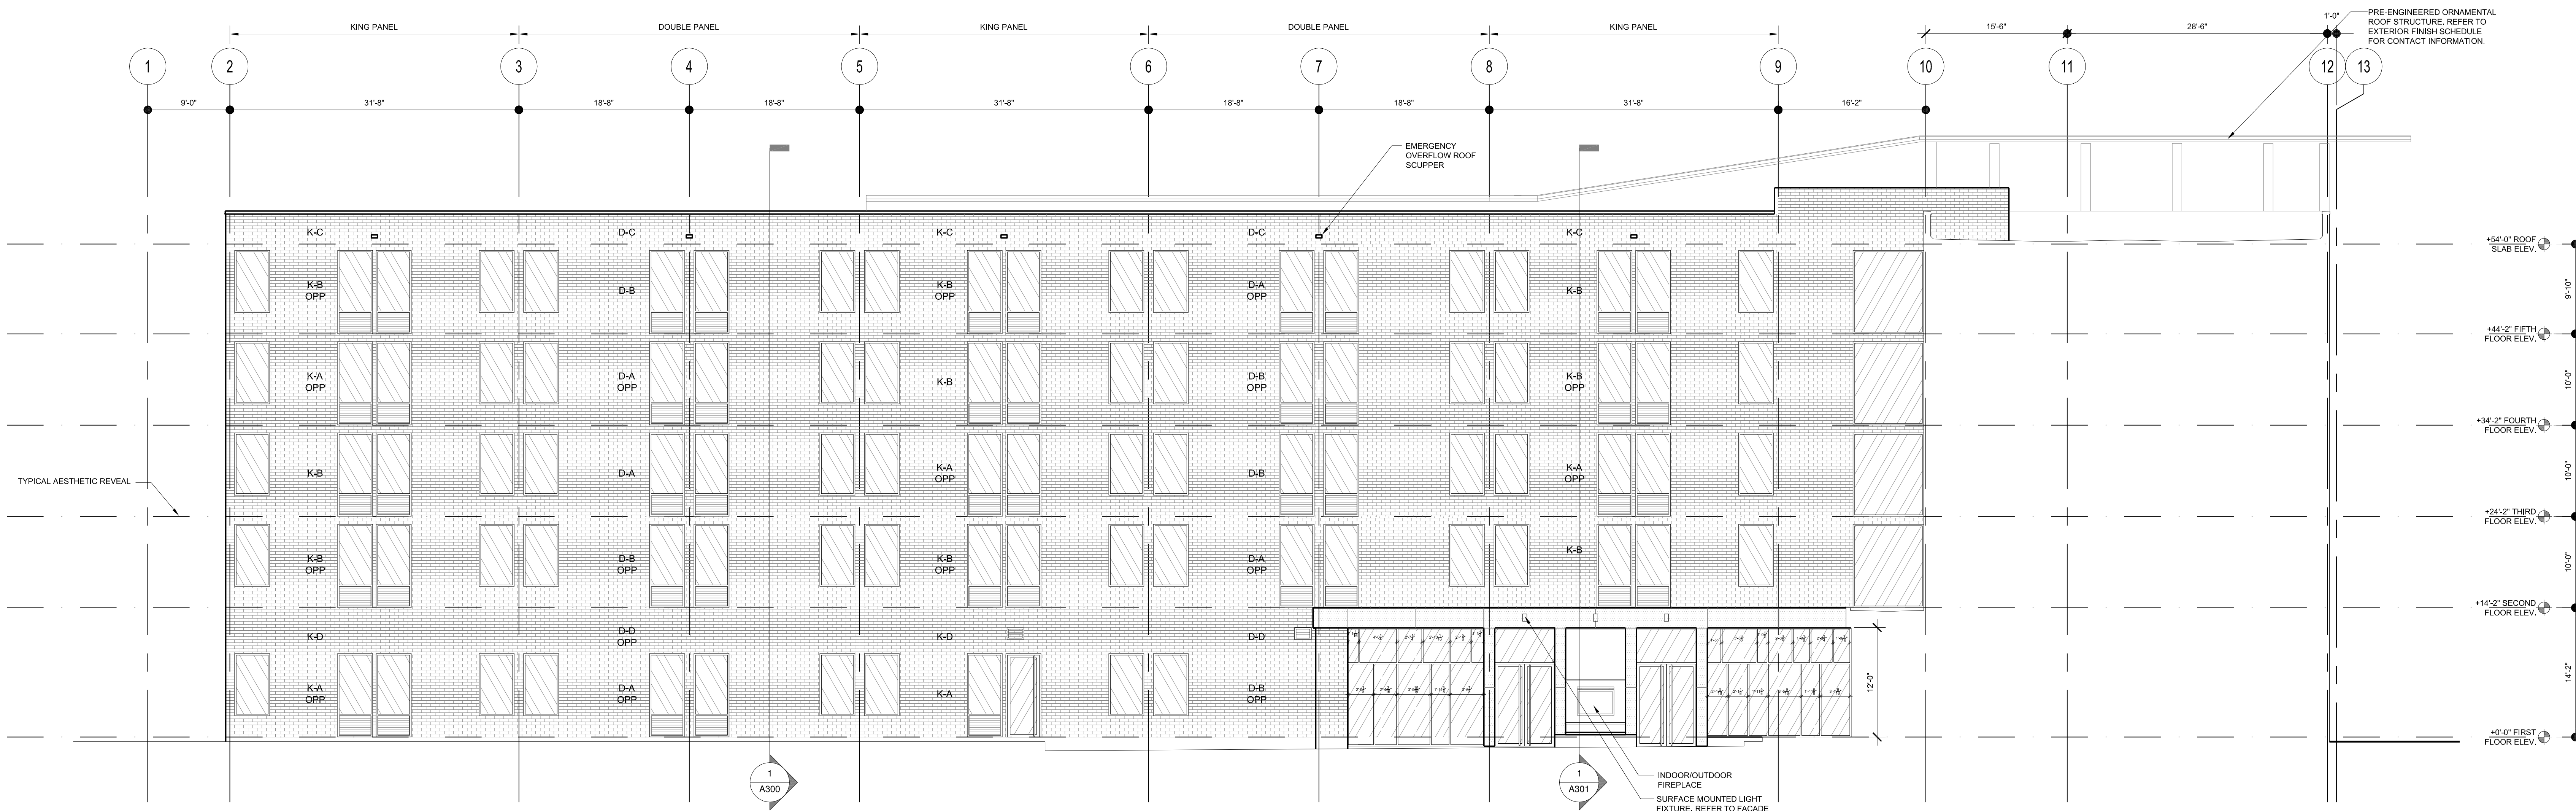 KING PANEL
DOUBLE PANEL
KING PANEL
DOUBLE PANEL
KING PANEL
15'-6"
28'-6"
1'-0"
PRE-ENGINEERED ORNAMENTAL
ROOF STRUCTURE. REFER TO
EXTERIOR FINISH SCHEDULE
FOR CONTACT INFORMATION.
1
2
3
4
5
6
7
8
9
10
11
12
13
9'-0"
31'-8"
18'-8"
18'-8"
31'-8"
18'-8"
18'-8"
31'-8"
16'-2"
EMERGENCY
OVERFLOW ROOF
SCUPPER
K-C
D-C
K-C
D-C
K-C
+54'-0" ROOF
SLAB ELEV.
K-B
OPP
D-B
K-B
OPP
D-A
OPP
K-B
9'-10"
+44'-2" FIFTH
FLOOR ELEV.
K-A
OPP
D-A
OPP
K-B
D-B
OPP
K-B
OPP
10'-0"
+34'-2" FOURTH
FLOOR ELEV.
TYPICAL AESTHETIC REVEAL
K-B
D-A
K-A
OPP
D-B
K-A
OPP
10'-0"
+24'-2" THIRD
FLOOR ELEV.
K-B
OPP
D-B
OPP
K-B
OPP
D-A
OPP
K-B
10'-0"
+14'-2" SECOND
FLOOR ELEV.
K-D
D-D
OPP
K-D
D-D
K-A
OPP
D-A
OPP
K-A
D-B
OPP
12'-0"
14'-2"
+0'-0" FIRST
FLOOR ELEV.
1
A300
1
A301
INDOOR/OUTDOOR
FIREPLACE
SURFACE MOUNTED LIGHT
FIXTURE. REFER TO FACADE